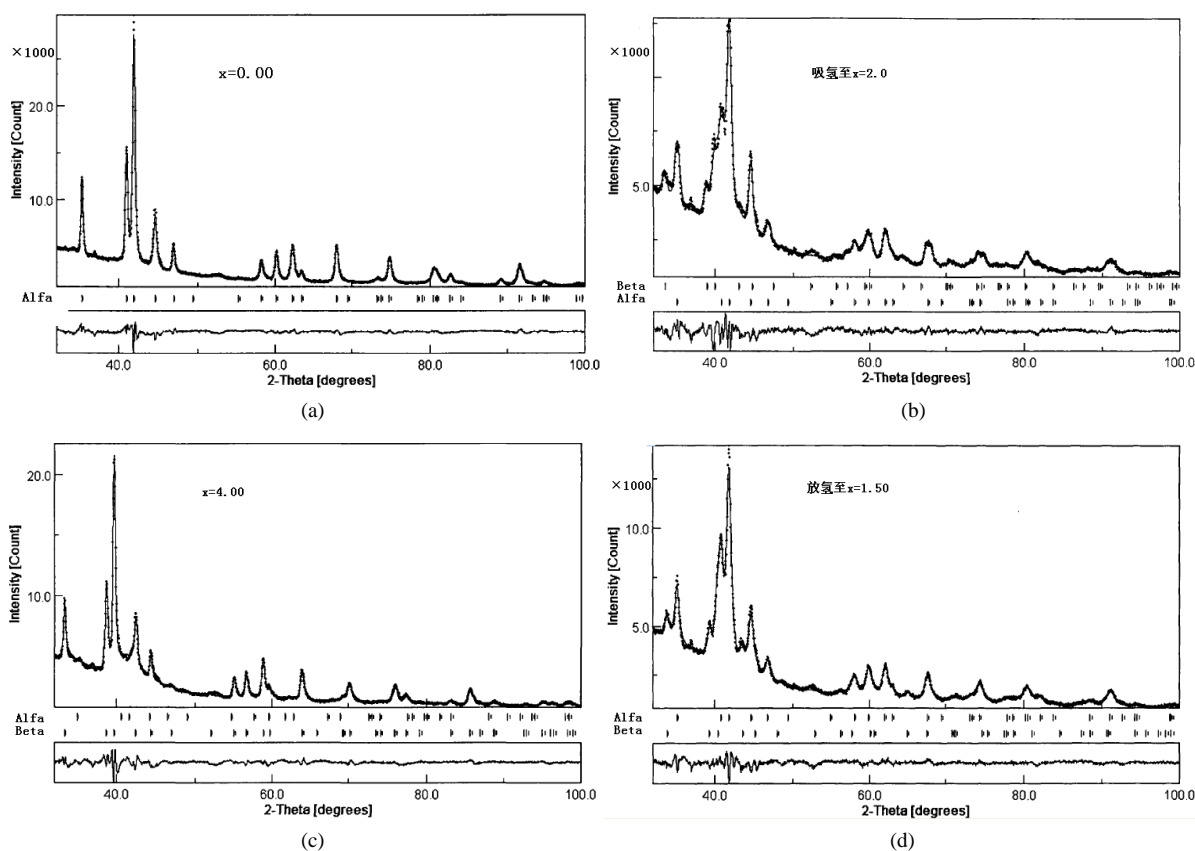 ×1000
x=0.00
20.0
10.0
Intensity [Count]
Alfa
40.0 60.0 80.0 100.0
2-Theta [degrees]
(a)
×1000
吸氢至x=2.0
5.0
Intensity [Count]
Beta
Alfa
40.0 60.0 80.0 100.0
2-Theta [degrees]
(b)
x=4.00
20.0
10.0
Intensity [Count]
Alfa
Beta
40.0 60.0 80.0 100.0
2-Theta [degrees]
(c)
×1000
放氢至x=1.50
10.0
5.0
Intensity [Count]
Alfa
Beta
40.0 60.0 80.0 100.0
2-Theta [degrees]
(d)